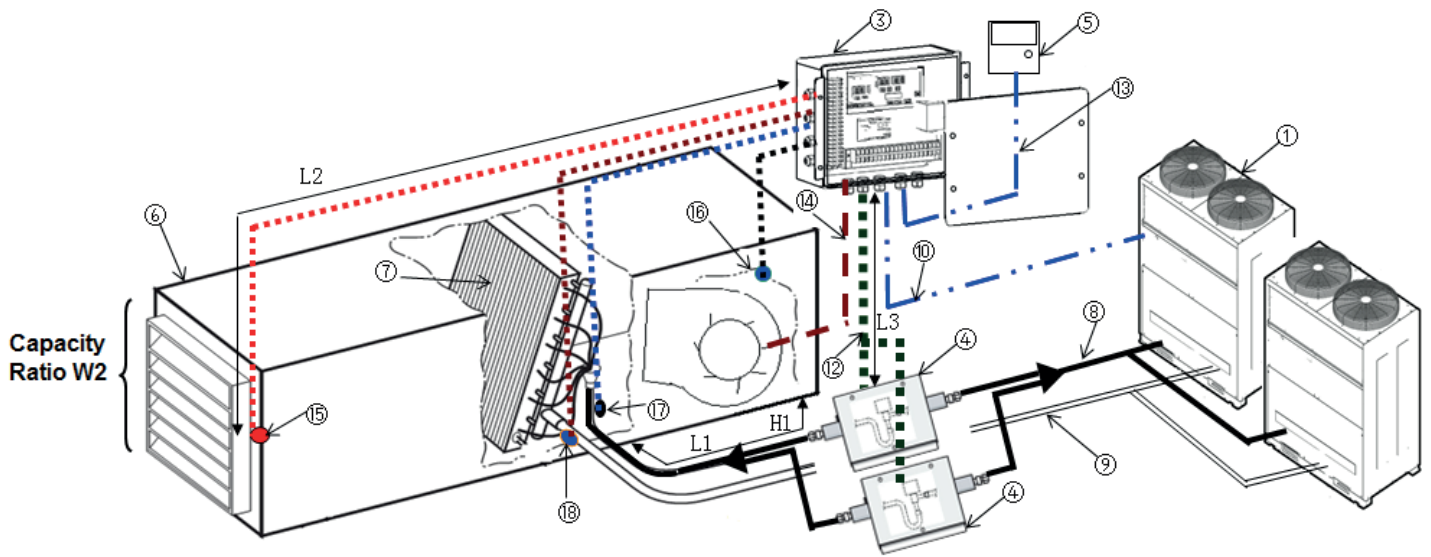 ③
⑤
⑬
①
L2
⑥
⑭
⑯
⑦
⑩
L3
⑧
Capacity
Ratio W2
⑫
④
⑮
⑰
H1
L1
⑨
⑱
④